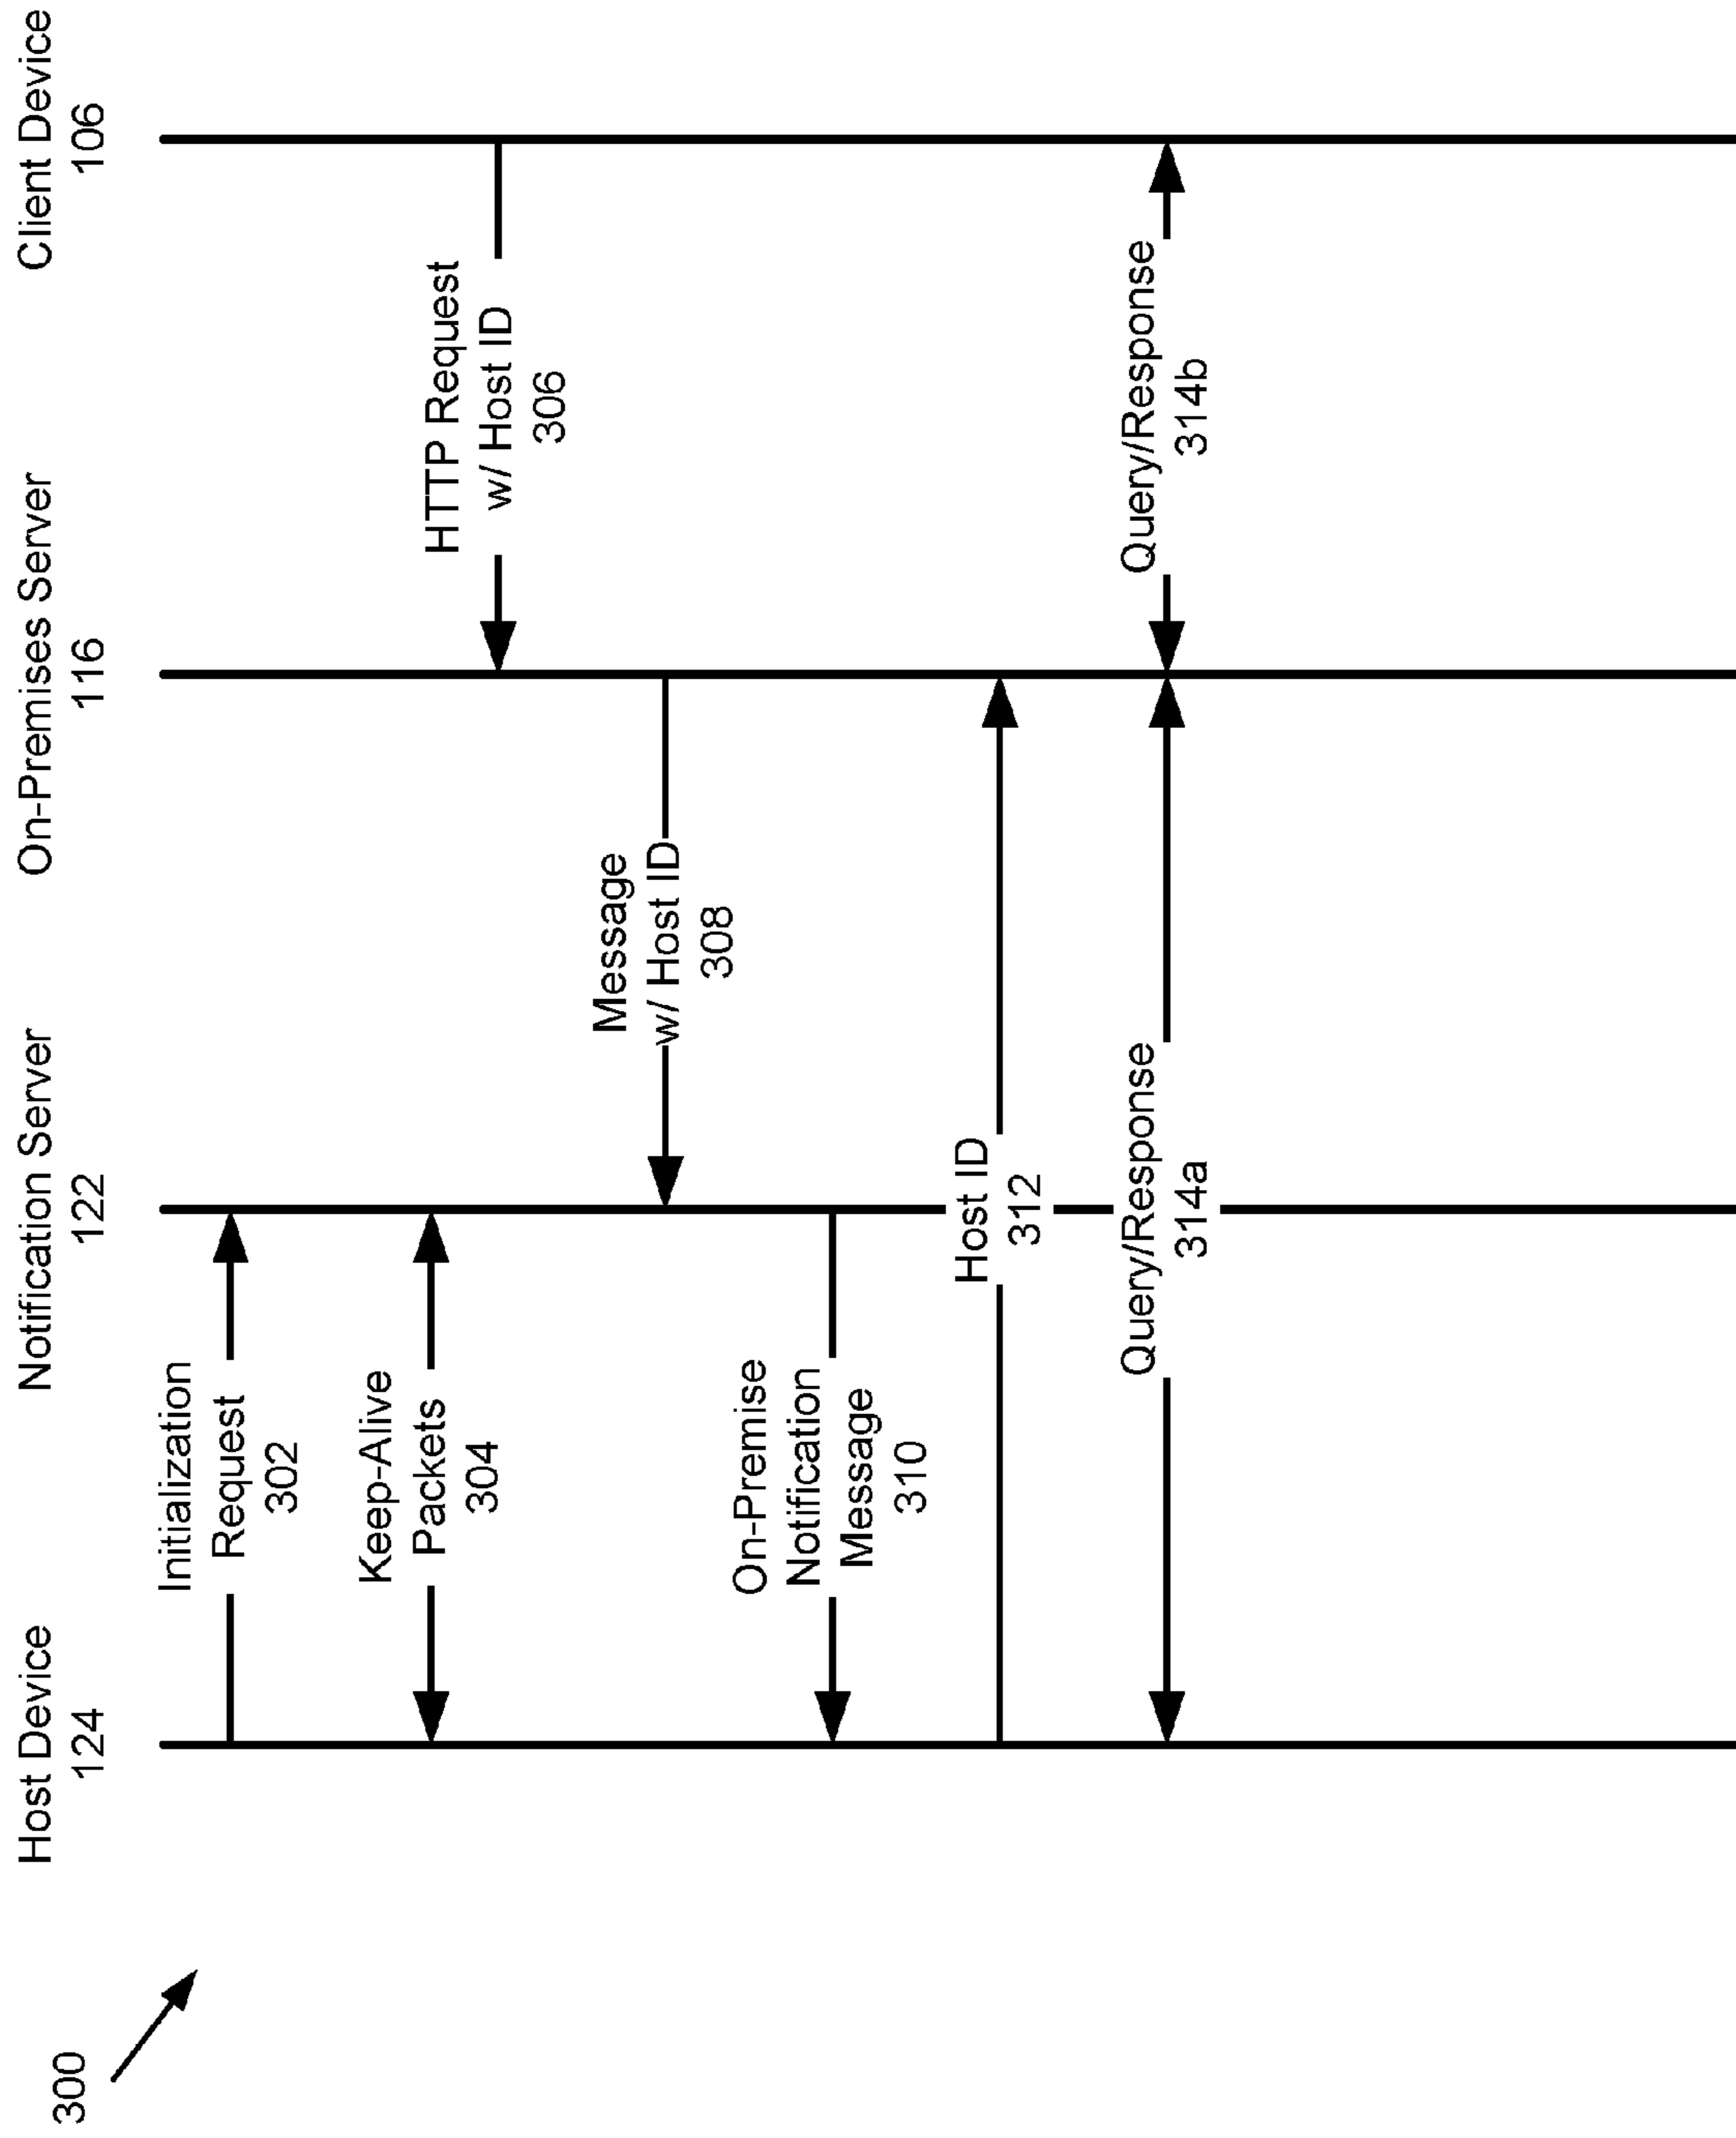 300
Host Device
124
Notification Server
122
On-Premises Server
116
Client Device
106
Initialization
Request
302
Keep-Alive
Packets
304
HTTP Request
w/ Host ID
306
Message
w/ Host ID
308
On-Premise
Notification
Message
310
Host ID
312
Query/Response
314a
Query/Response
314b